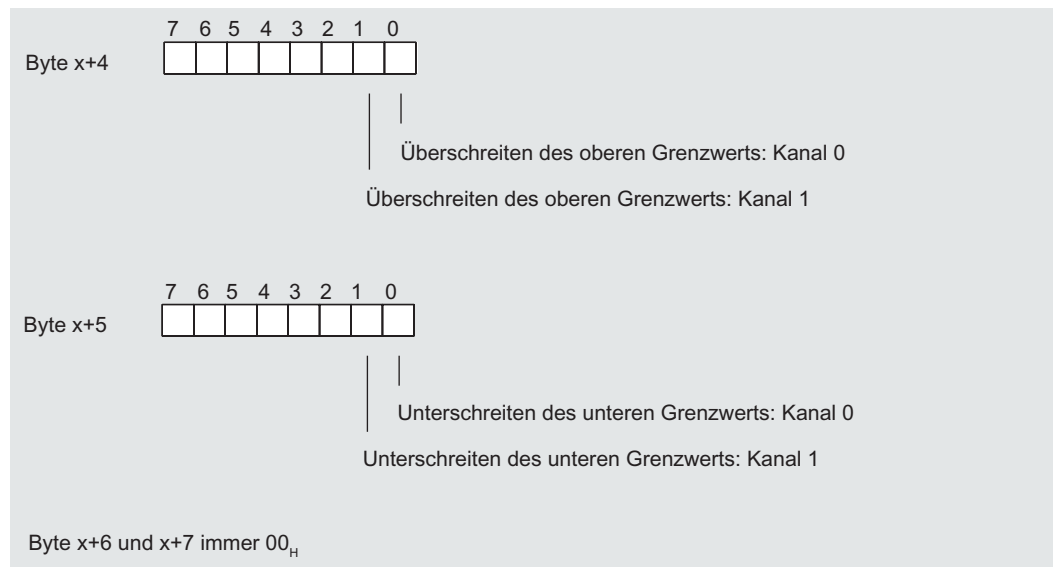 7 6 5 4 3 2 1 0
Byte x+4
Überschreiten des oberen Grenzwerts: Kanal 0
Überschreiten des oberen Grenzwerts: Kanal 1
7 6 5 4 3 2 1 0
Byte x+5
Unterschreiten des unteren Grenzwerts: Kanal 0
Unterschreiten des unteren Grenzwerts: Kanal 1
Byte x+6 und x+7 immer 00H